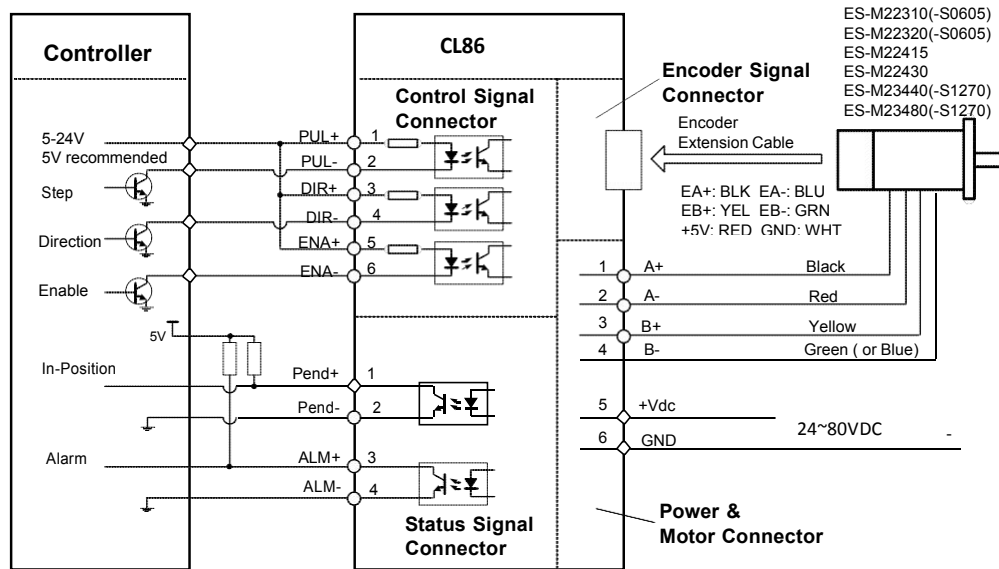 Controller
5-24V
5V recommended
Step
Direction
Enable
5V
In-Position
Alarm
CL86
Control Signal
Connector
PUL+ 1
PUL- 2
DIR+ 3
DIR- 4
ENA+ 5
ENA- 6
Pend+ 1
Pend- 2
ALM+ 3
ALM- 4
Status Signal
Connector
Encoder Signal
Connector
Encoder
Extension Cable
EA+: BLK EA-: BLU
EB+: YEL EB-: GRN
+5V: RED GND: WHT
ES-M22310(-S0605)
ES-M22320(-S0605)
ES-M22415
ES-M22430
ES-M23440(-S1270)
ES-M23480(-S1270)
1 A+ Black
2 A- Red
3 B+ Yellow
4 B- Green ( or Blue)
5 +Vdc
24~80VDC -
6 GND
Power &
Motor Connector